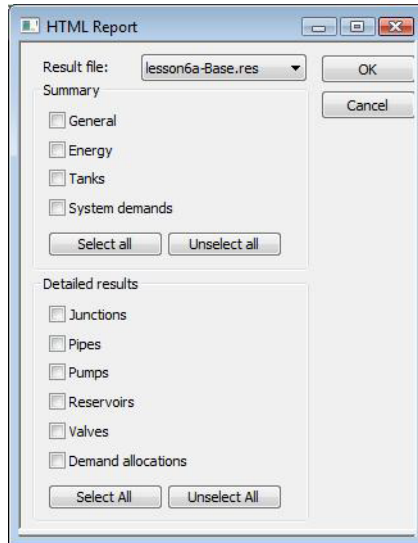 HTML Report
Result file: lesson6a-Base.res OK
Summary Cancel
General
Energy
Tanks
System demands
Select all Unselect all
Detailed results
Junctions
Pipes
Pumps
Reservoirs
Valves
Demand allocations
Select All Unselect All